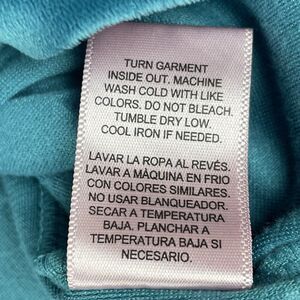 TURN GARMENT
INSIDE OUT. MACHINE
WASH COLD WITH LIKE
COLORS. DO NOT BLEACH.
TUMBLE DRY LOW.
COOL IRON IF NEEDED.
LAVAR LA ROPA AL REVÉS.
LAVAR A MÁQUINA EN FRIO
CON COLORES SIMILARES.
NO USAR BLANQUEADOR.
SECAR A TEMPERATURA
BAJA. PLANCHAR A
TEMPERATURA BAJA SI
NECESARIO.